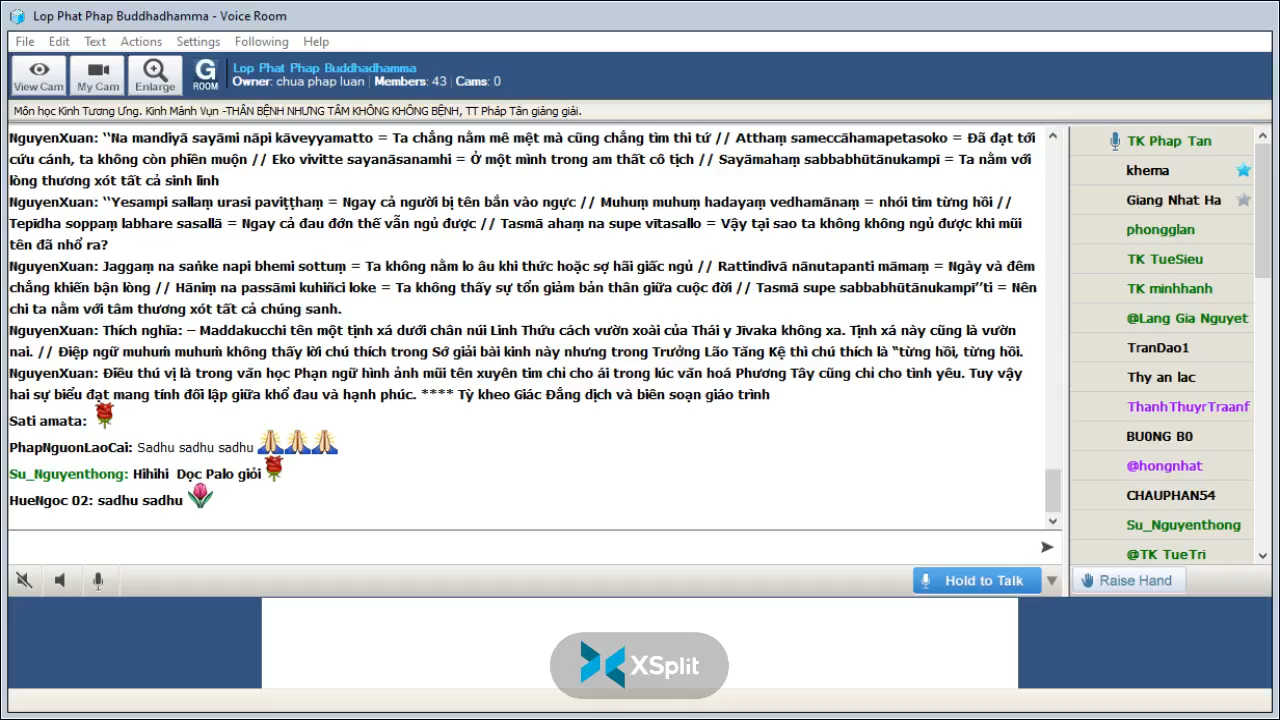 Lop Phat Phap Buddhadhamma - Voice Room
File Edit Text Actions Settings Following Help
View Cam My Cam Enlarge G ROOM
Lop Phat Phap Buddhadhamma
Owner: chua phap luan | Members: 43 | Cams: 0
Môn học Kinh Tương Ưng. Kinh Mảnh Vụn -THÂN BỆNH NHƯNG TÂM KHÔNG KHÔNG BỆNH, TT Pháp Tân giảng giải.
NguyenXuan: ‘‘Na mandiyā sayāmi nāpi kāveyyamatto = Ta chẳng nằm mê mệt mà cũng chẳng tìm thi tứ // Atthaṃ sameccāhamapetasoko = Đã đạt tới
cứu cánh, ta không còn phiền muộn // Eko vivitte sayanāsanamhi = Ở một mình trong am thất cô tịch // Sayāmahaṃ sabbabhūtānukampī = Ta nằm với
lòng thương xót tất cả sinh linh
NguyenXuan: ‘‘Yesampi sallaṃ urasi paviṭṭhaṃ = Ngay cả người bị tên bắn vào ngực // Muhuṃ muhuṃ hadayaṃ vedhamānaṃ = nhói tim từng hồi //
Tepīdha soppaṃ labhare sasallā = Ngay cả đau đớn thế vẫn ngủ được // Tasmā ahaṃ na supe vītasallo = Vậy tại sao ta không không ngủ được khi mũi
tên đã nhổ ra?
NguyenXuan: Jaggaṃ na saṅke napi bhemi sottuṃ = Ta không nằm lo âu khi thức hoặc sợ hãi giấc ngủ // Rattindivā nānutapanti māmaṃ = Ngày và đêm
chẳng khiến bận lòng // Hāniṃ na passāmi kuhiñci loke = Ta không thấy sự tổn giảm bản thân giữa cuộc đời // Tasmā supe sabbabhūtānukampī’’ti = Nên
chi ta nằm với tâm thương xót tất cả chúng sanh.
NguyenXuan: Thích nghĩa: – Maddakucchi tên một tịnh xá dưới chân núi Linh Thứu cách vườn xoài của Thái y Jīvaka không xa. Tịnh xá này cũng là vườn
nai. // Điệp ngữ muhuṁ muhuṁ không thấy lời chú thích trong Sớ giải bài kinh này nhưng trong Trưởng Lão Tăng Kệ thì chú thích là “từng hồi, từng hồi.
NguyenXuan: Điều thú vị là trong văn học Phạn ngữ hình ảnh mũi tên xuyên tim chỉ cho ái trong lúc văn hoá Phương Tây cũng chỉ cho tình yêu. Tuy vậy
hai sự biểu đạt mang tính đối lập giữa khổ đau và hạnh phúc. **** Tỳ kheo Giác Đẳng dịch và biên soạn giáo trình
Sati amata:
PhapNguonLaoCai: Sadhu sadhu sadhu
Su_Nguyenthong: Hihihi Dọc Palo giỏi
HueNgoc 02: sadhu sadhu
Hold to Talk
TK Phap Tan
khema
Giang Nhat Ha
phongglan
TK TueSieu
TK minhhanh
@Lang Gia Nguyet
TranDao1
Thy an lac
ThanhThuyrTraanf
BU0NG B0
@hongnhat
CHAUPHAN54
Su_Nguyenthong
@TK TueTri
Raise Hand
XSplit